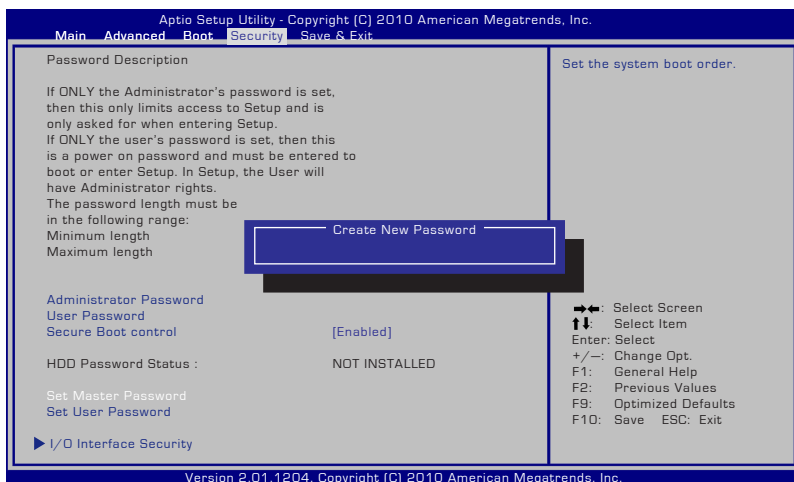 Aptio Setup Utility - Copyright (C) 2010 American Megatrends, Inc.
Main Advanced Boot Security Save & Exit
Password Description
If ONLY the Administrator's password is set,
then this only limits access to Setup and is
only asked for when entering Setup.
If ONLY the user's password is set, then this
is a power on password and must be entered to
boot or enter Setup. In Setup, the User will
have Administrator rights.
The password length must be
in the following range:
Minimum length
Maximum length
Create New Password
Administrator Password
User Password
Secure Boot control [Enabled]
HDD Password Status : NOT INSTALLED
Set Master Password
Set User Password
I/O Interface Security
Set the system boot order.
→←: Select Screen
↑↓: Select Item
Enter: Select
+/—: Change Opt.
F1: General Help
F2: Previous Values
F9: Optimized Defaults
F10: Save ESC: Exit
Version 2.01.1204. Copyright (C) 2010 American Megatrends, Inc.